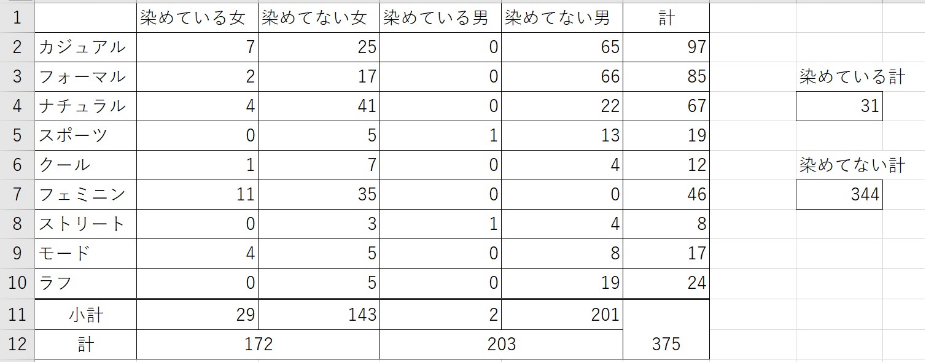 1 染めている女 染めてない女 染めている男 染めてない男 計
2 カジュアル 7 25 0 65 97
3 フォーマル 2 17 0 66 85 染めている計
4 ナチュラル 4 41 0 22 67 31
5 スポーツ 0 5 1 13 19
6 クール 1 7 0 4 12 染めてない計
7 フェミニン 11 35 0 0 46 344
8 ストリート 0 3 1 4 8
9 モード 4 5 0 8 17
10 ラフ 0 5 0 19 24
11 小計 29 143 2 201
12 計 172 203 375